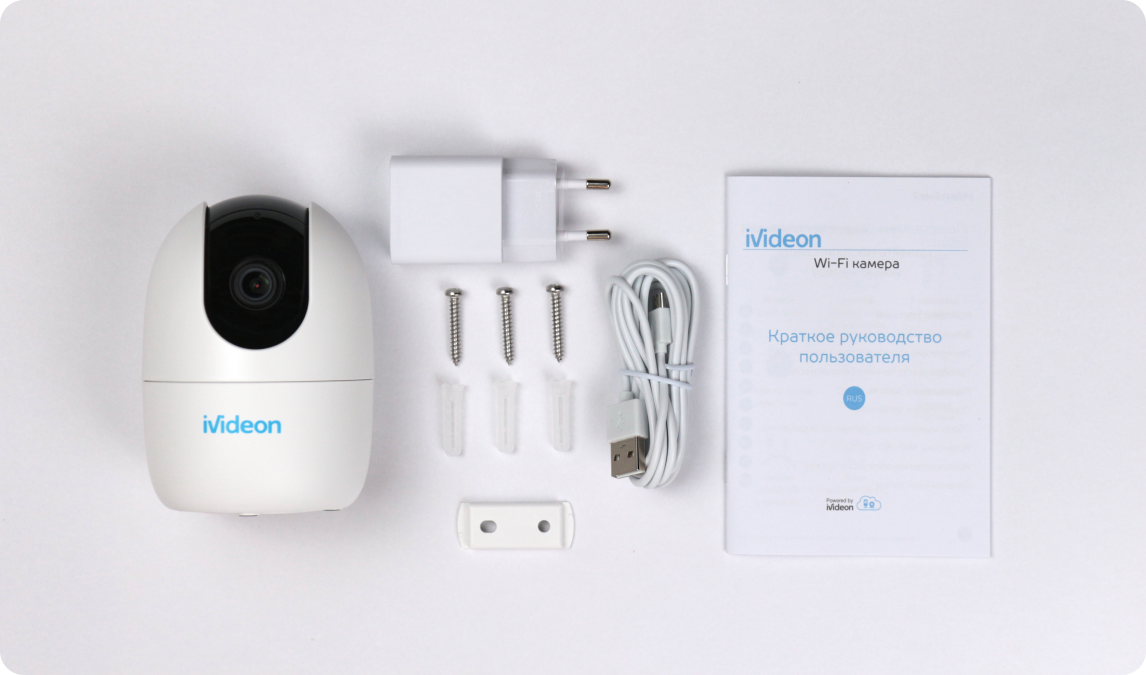 iVideon
iVideon
Wi-Fi камера
Краткое руководство
пользователя
RUS
Powered by
iVideon